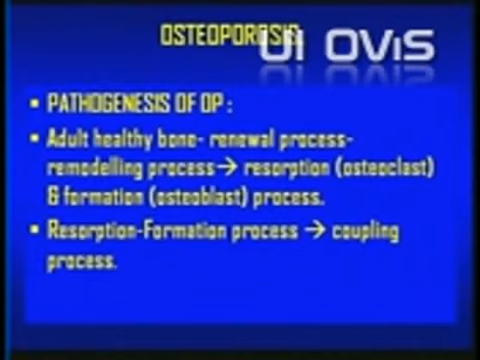 OSTEOPOROSIS
UI OViS
▪ PATHOGENESIS OF OP :
▪ Adult healthy bone- renewal process-
remodelling process→ resorption (osteoclast)
& formation (osteoblast) process.
▪ Resorption-Formation process → coupling
process.